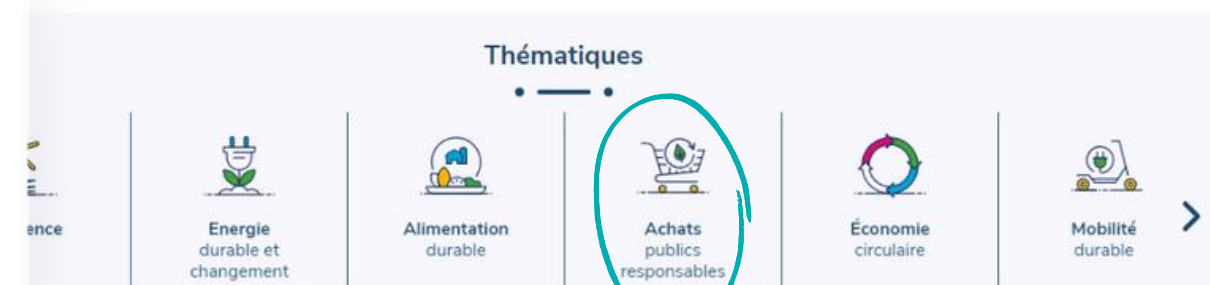 Thématiques
ence
Energie
durable et
changement
Alimentation
durable
Achats
publics
responsables
Économie
circulaire
Mobilité
durable